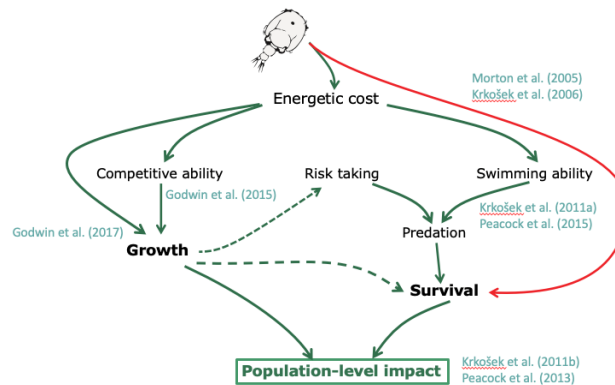 Morton et al. (2005)
Krkošek et al. (2006)
Energetic cost
Competitive ability
Risk taking
Swimming ability
Godwin et al. (2015)
Krkošek et al. (2011a)
Peacock et al. (2015)
Godwin et al. (2017)
Predation
Growth
Survival
Population-level impact
Krkošek et al. (2011b)
Peacock et al. (2013)